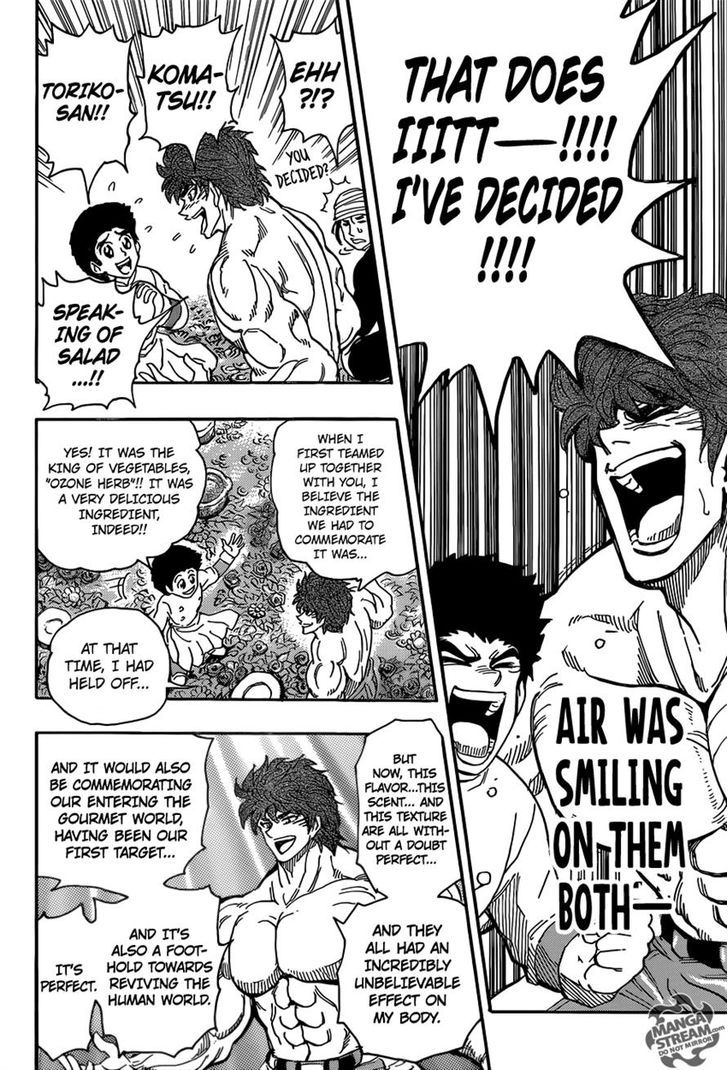 THAT DOES
IIITT—!!!!
I'VE DECIDED
!!!!
AIR WAS
SMILING
ON THEM
BOTH—
EHH
?!?
YOU
DECIDED?
KOMA-
TSU!!
TORIKO-
SAN!!
SPEAK-
ING OF
SALAD
...!!
WHEN I
FIRST TEAMED
UP TOGETHER
WITH YOU, I
BELIEVE THE
INGREDIENT
WE HAD TO
COMMEMORATE
IT WAS...
YES! IT WAS THE
KING OF VEGETABLES,
"OZONE HERB"!! IT WAS
A VERY DELICIOUS
INGREDIENT,
INDEED!!
AT THAT
TIME, I HAD
HELD OFF...
BUT
NOW, THIS
FLAVOR...THIS
SCENT... AND
THIS TEXTURE
ARE ALL WITH-
OUT A DOUBT
PERFECT...
AND THEY
ALL HAD AN
INCREDIBLY
UNBELIEVABLE
EFFECT ON
MY BODY.
AND IT WOULD ALSO
BE COMMEMORATING
OUR ENTERING THE
GOURMET WORLD,
HAVING BEEN OUR
FIRST TARGET...
AND IT'S
ALSO A FOOT-
HOLD TOWARDS
REVIVING THE
HUMAN WORLD.
IT'S
PERFECT.
MANGA
STREAM.com
DO NOT MIRROR